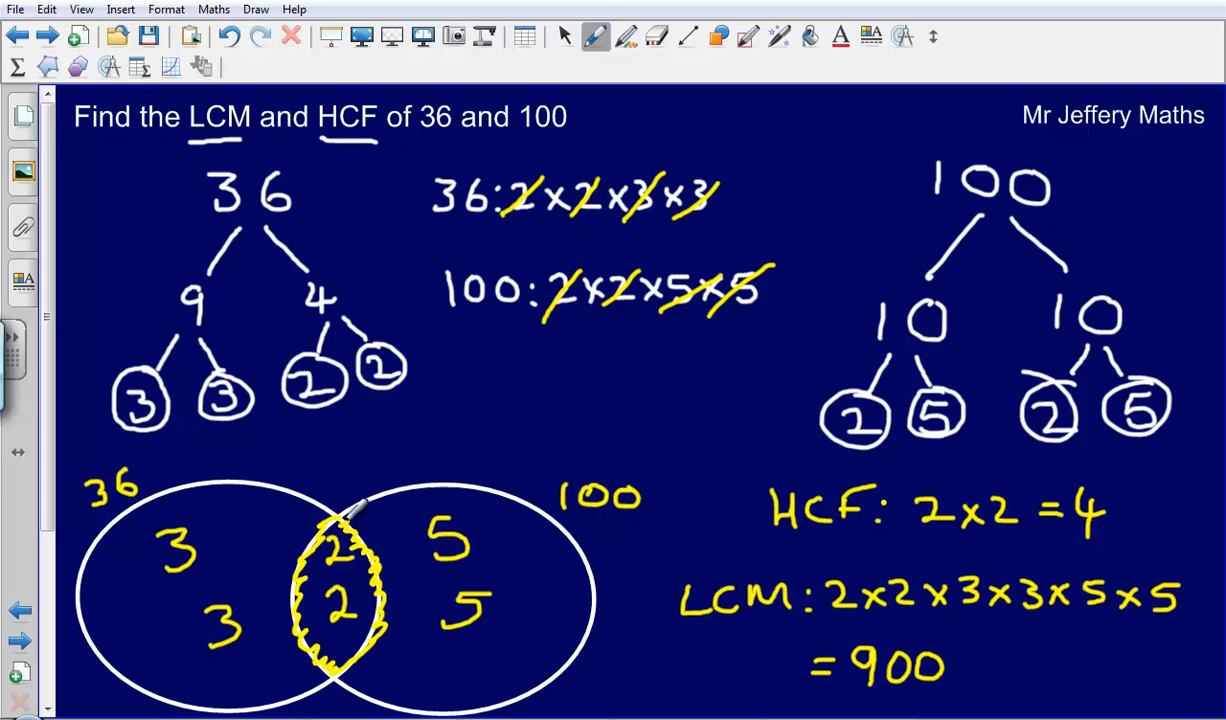 File Edit View Insert Format Maths Draw Help
Find the LCM and HCF of 36 and 100
Mr Jeffery Maths
36
9 4
3 3 2 2
36: 2 x 2 x 3 x 3
100: 2 x 2 x 5 x 5
100
10 10
2 5 2 5
36
100
3 2 5
3 2 5
HCF: 2 x 2 = 4
LCM: 2 x 2 x 3 x 3 x 5 x 5
= 900